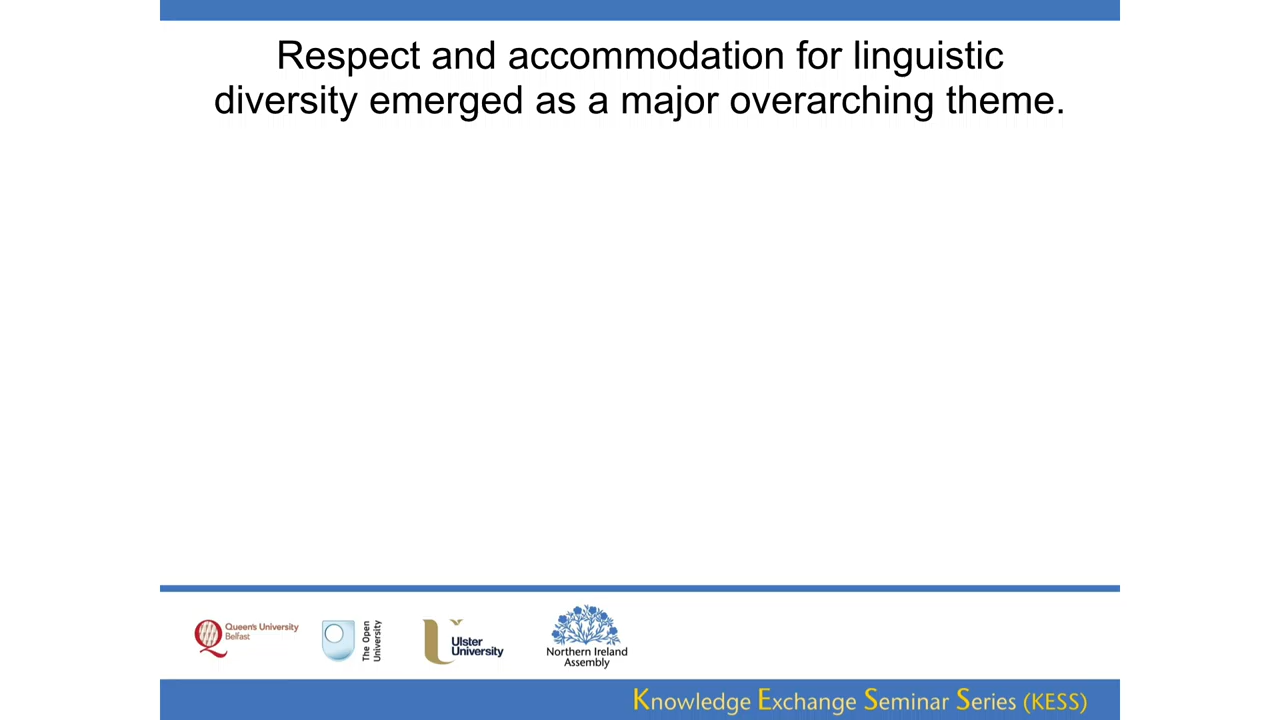 Respect and accommodation for linguistic
diversity emerged as a major overarching theme.
Queen's University
Belfast
The Open
University
Ulster
University
Northern Ireland
Assembly
Knowledge Exchange Seminar Series (KESS)